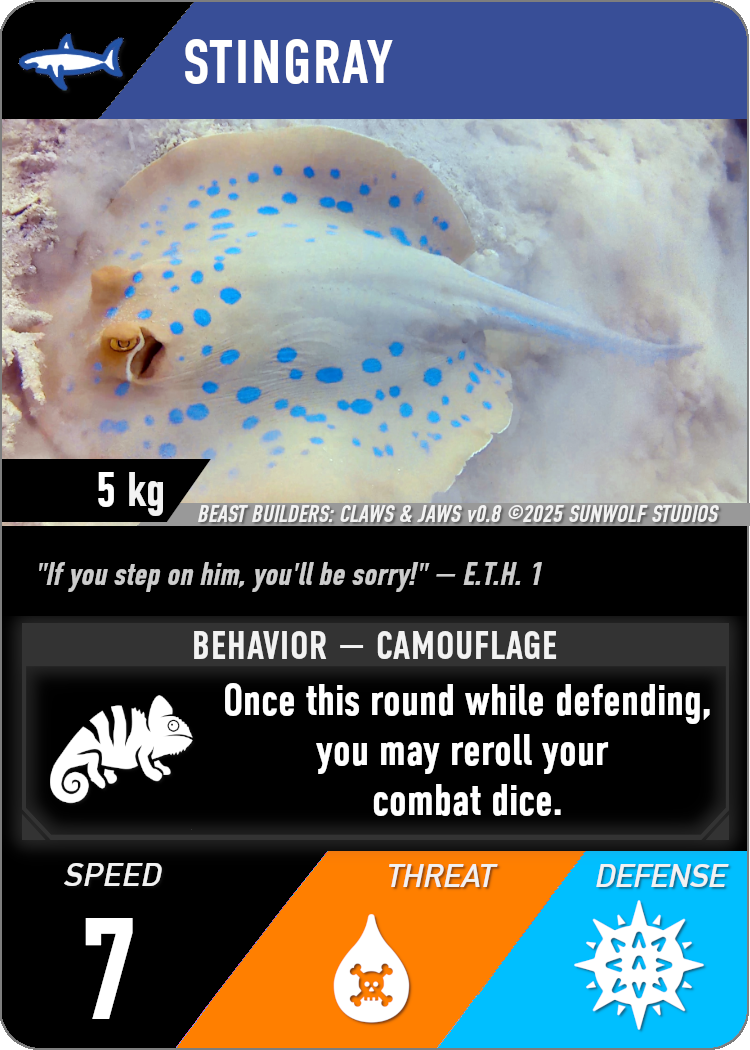 STINGRAY
5 kg
BEAST BUILDERS: CLAWS & JAWS v0.8 ©2025 SUNWOLF STUDIOS
"If you step on him, you'll be sorry!" — E.T.H. 1
BEHAVIOR — CAMOUFLAGE
Once this round while defending,
you may reroll your
combat dice.
SPEED
THREAT
DEFENSE
7